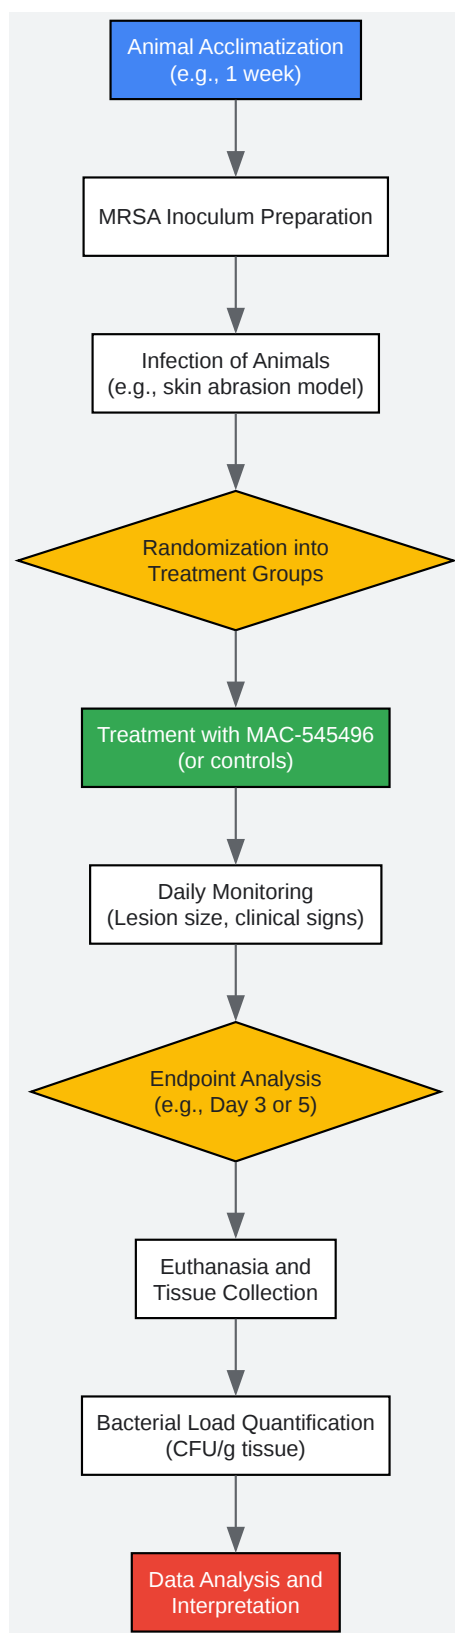 Animal Acclimatization
(e.g., 1 week)
MRSA Inoculum Preparation
Infection of Animals
(e.g., skin abrasion model)
Randomization into
Treatment Groups
Treatment with MAC-545496
(or controls)
Daily Monitoring
(Lesion size, clinical signs)
Endpoint Analysis
(e.g., Day 3 or 5)
Euthanasia and
Tissue Collection
Bacterial Load Quantification
(CFU/g tissue)
Data Analysis and
Interpretation